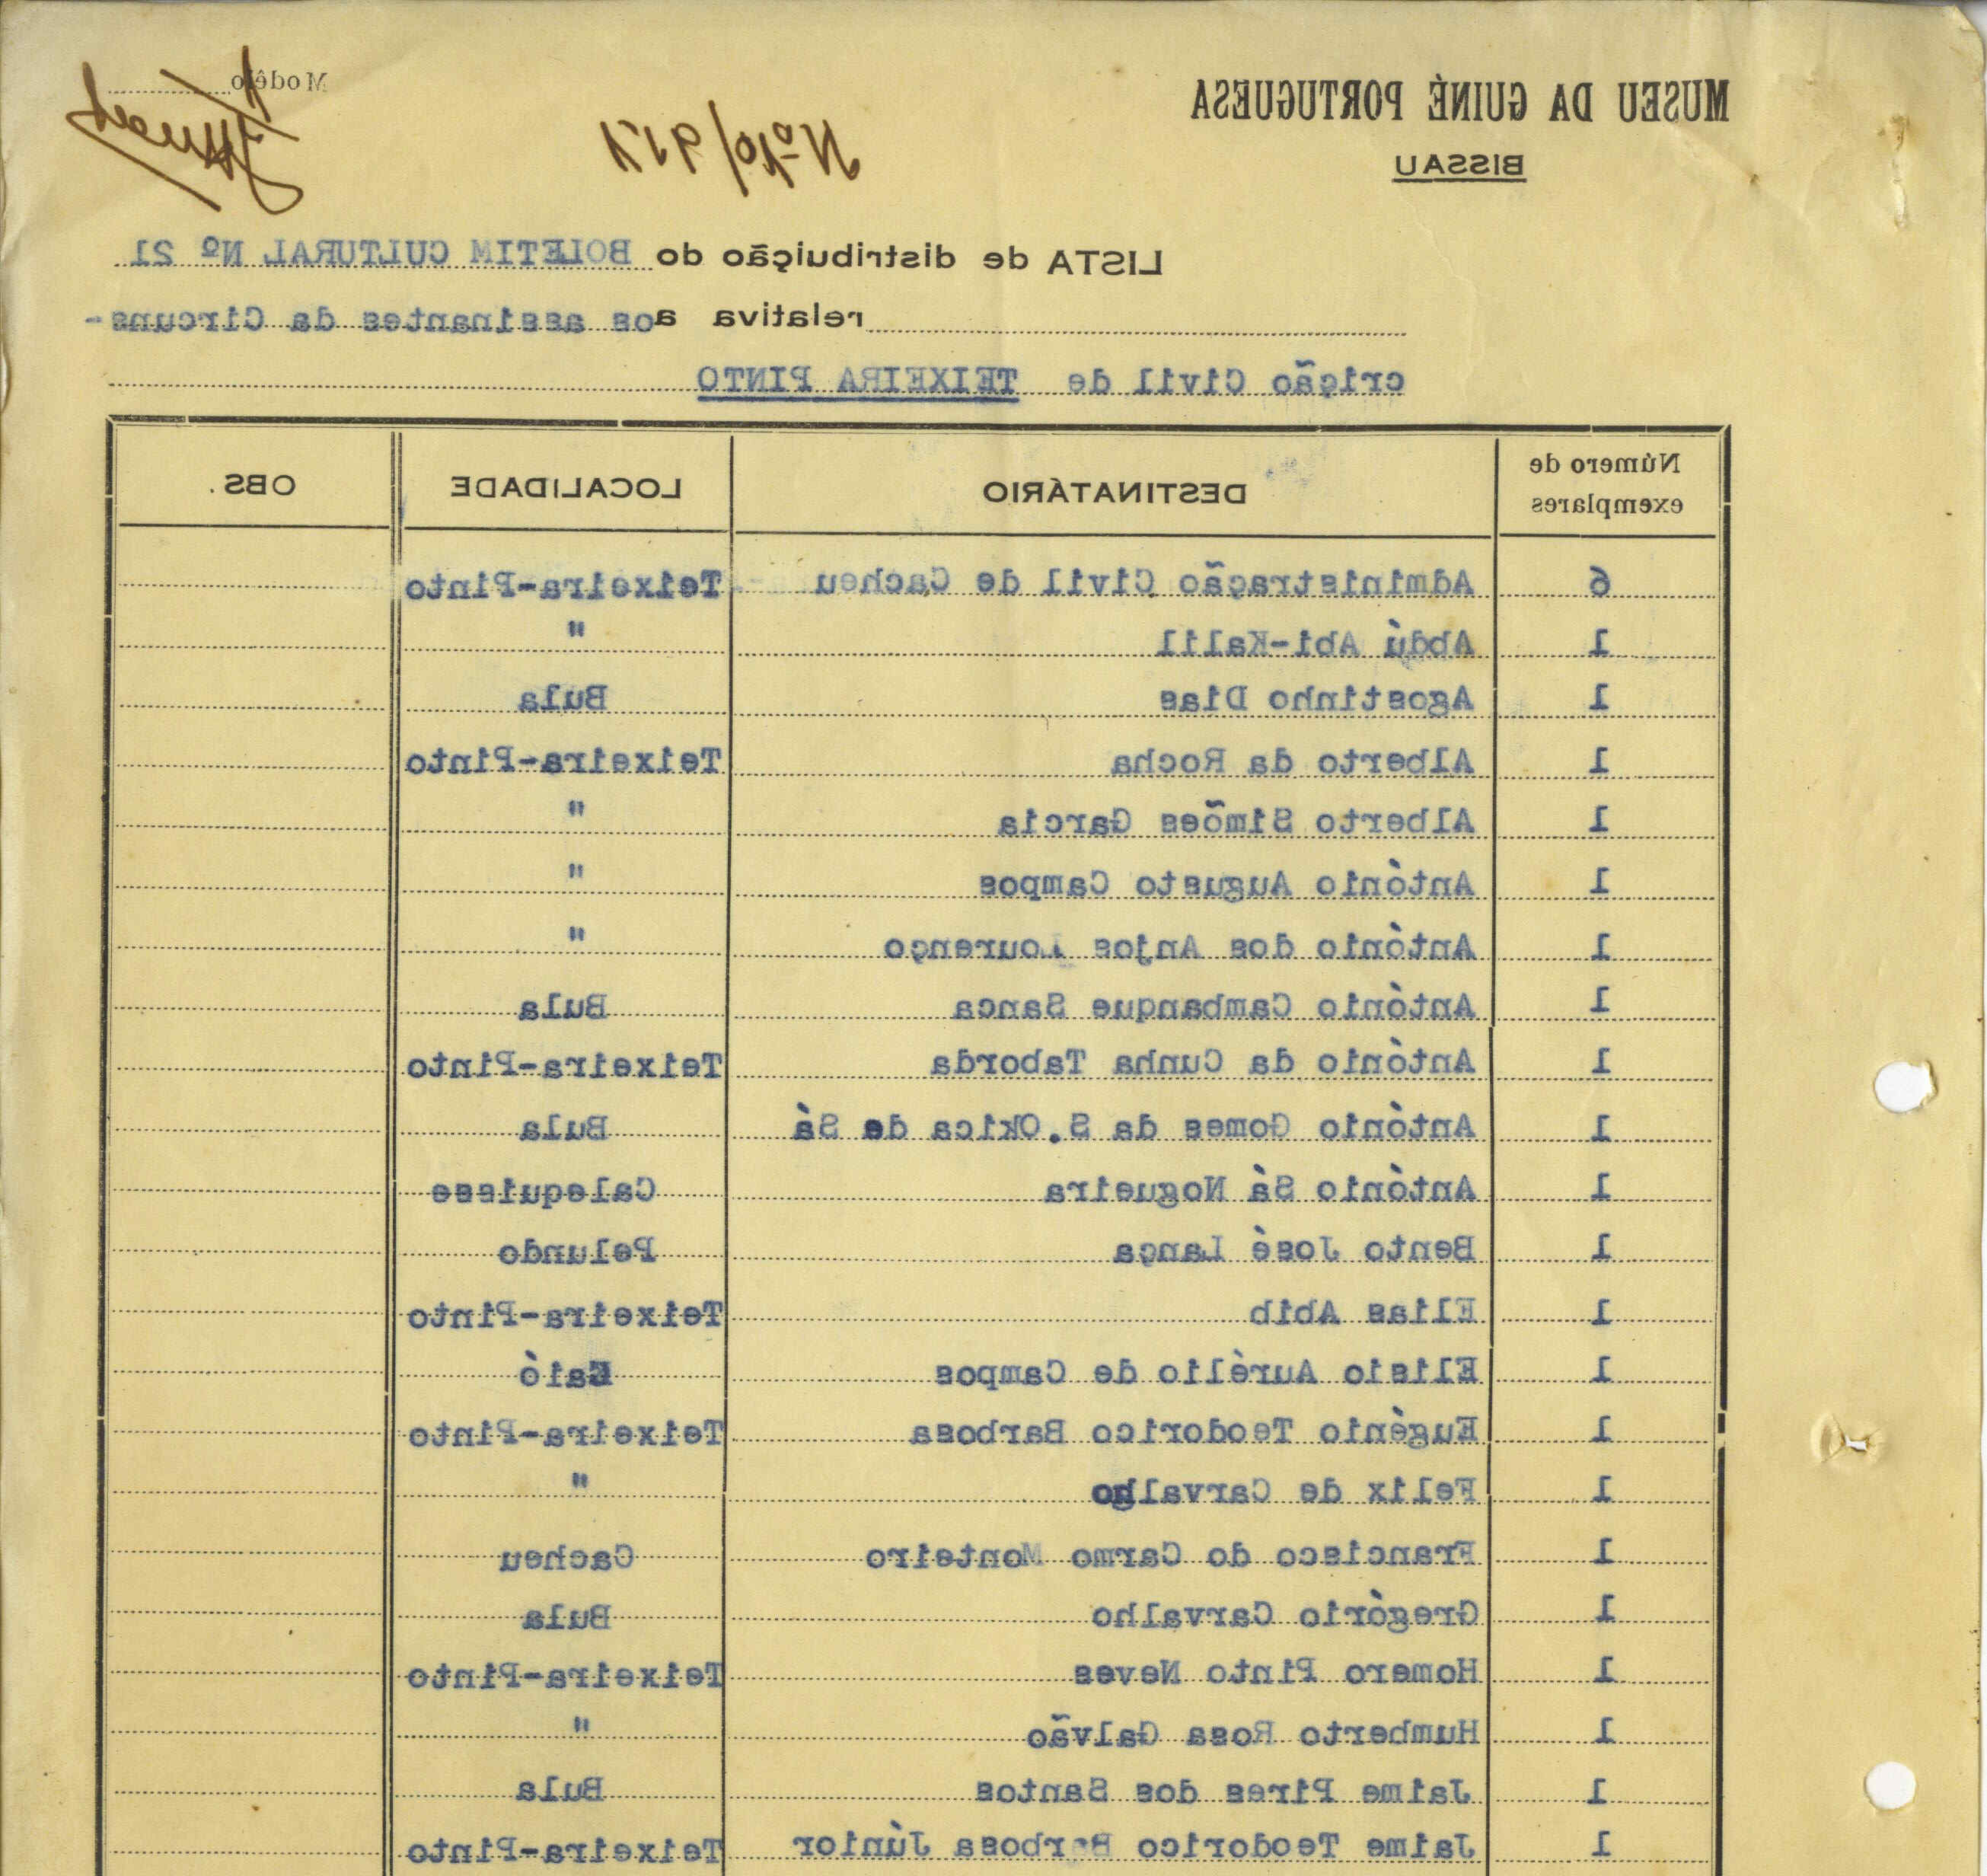 MUSEU DA GUINÉ PORTUGUESA
BISSAU
Nº 10/951
Modêlo
LISTA de distribuição do BOLETIM CULTURAL Nº 21
relativa aos assinantes da Circuns-
crição Civil de TEIXEIRA PINTO
Número de exemplares DESTINATÁRIO LOCALIDADE OBS.
6 Administração Civil de Cacheu Teixeira-Pinto
1 Abdú Abi-Kalil "
1 Agostinho Dias Bula
1 Alberto da Rocha Teixeira-Pinto
1 Alberto Simões Garcia "
1 António Augusto Campos "
1 António dos Anjos Lourenço "
1 António Cambanque Sanca Bula
1 António da Cunha Taborda Teixeira-Pinto
1 António Gomes da S. Okica de Sá Bula
1 António Sá Nogueira Calequisse
1 Bento José Lança Pelundo
1 Elias Abib Teixeira-Pinto
1 Elisio Aurélio de Campos Caió
1 Eugénio Teodorico Barbosa Teixeira-Pinto
1 Felix de Carvalho "
1 Francisco do Carmo Monteiro Cacheu
1 Gregório Carvalho Bula
1 Homero Pinto Neves Teixeira-Pinto
1 Humberto Rosa Galvão "
1 Jaime Pires dos Santos Bula
1 Jaime Teodorico Barbosa Júnior Teixeira-Pinto